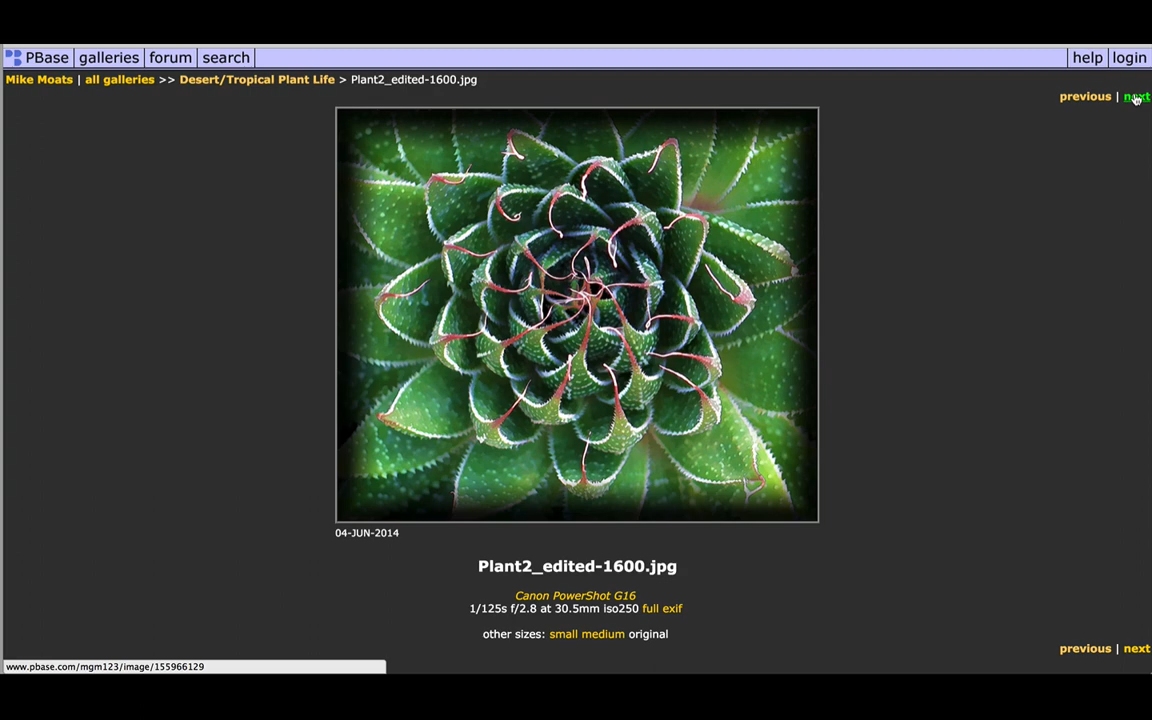 PBase galleries forum search help login
Mike Moats | all galleries >> Desert/Tropical Plant Life > Plant2_edited-1600.jpg
previous | next
04-JUN-2014
Plant2_edited-1600.jpg
Canon PowerShot G16
1/125s f/2.8 at 30.5mm iso250 full exif
other sizes: small medium original
previous | next
www.pbase.com/mgm123/image/155966129